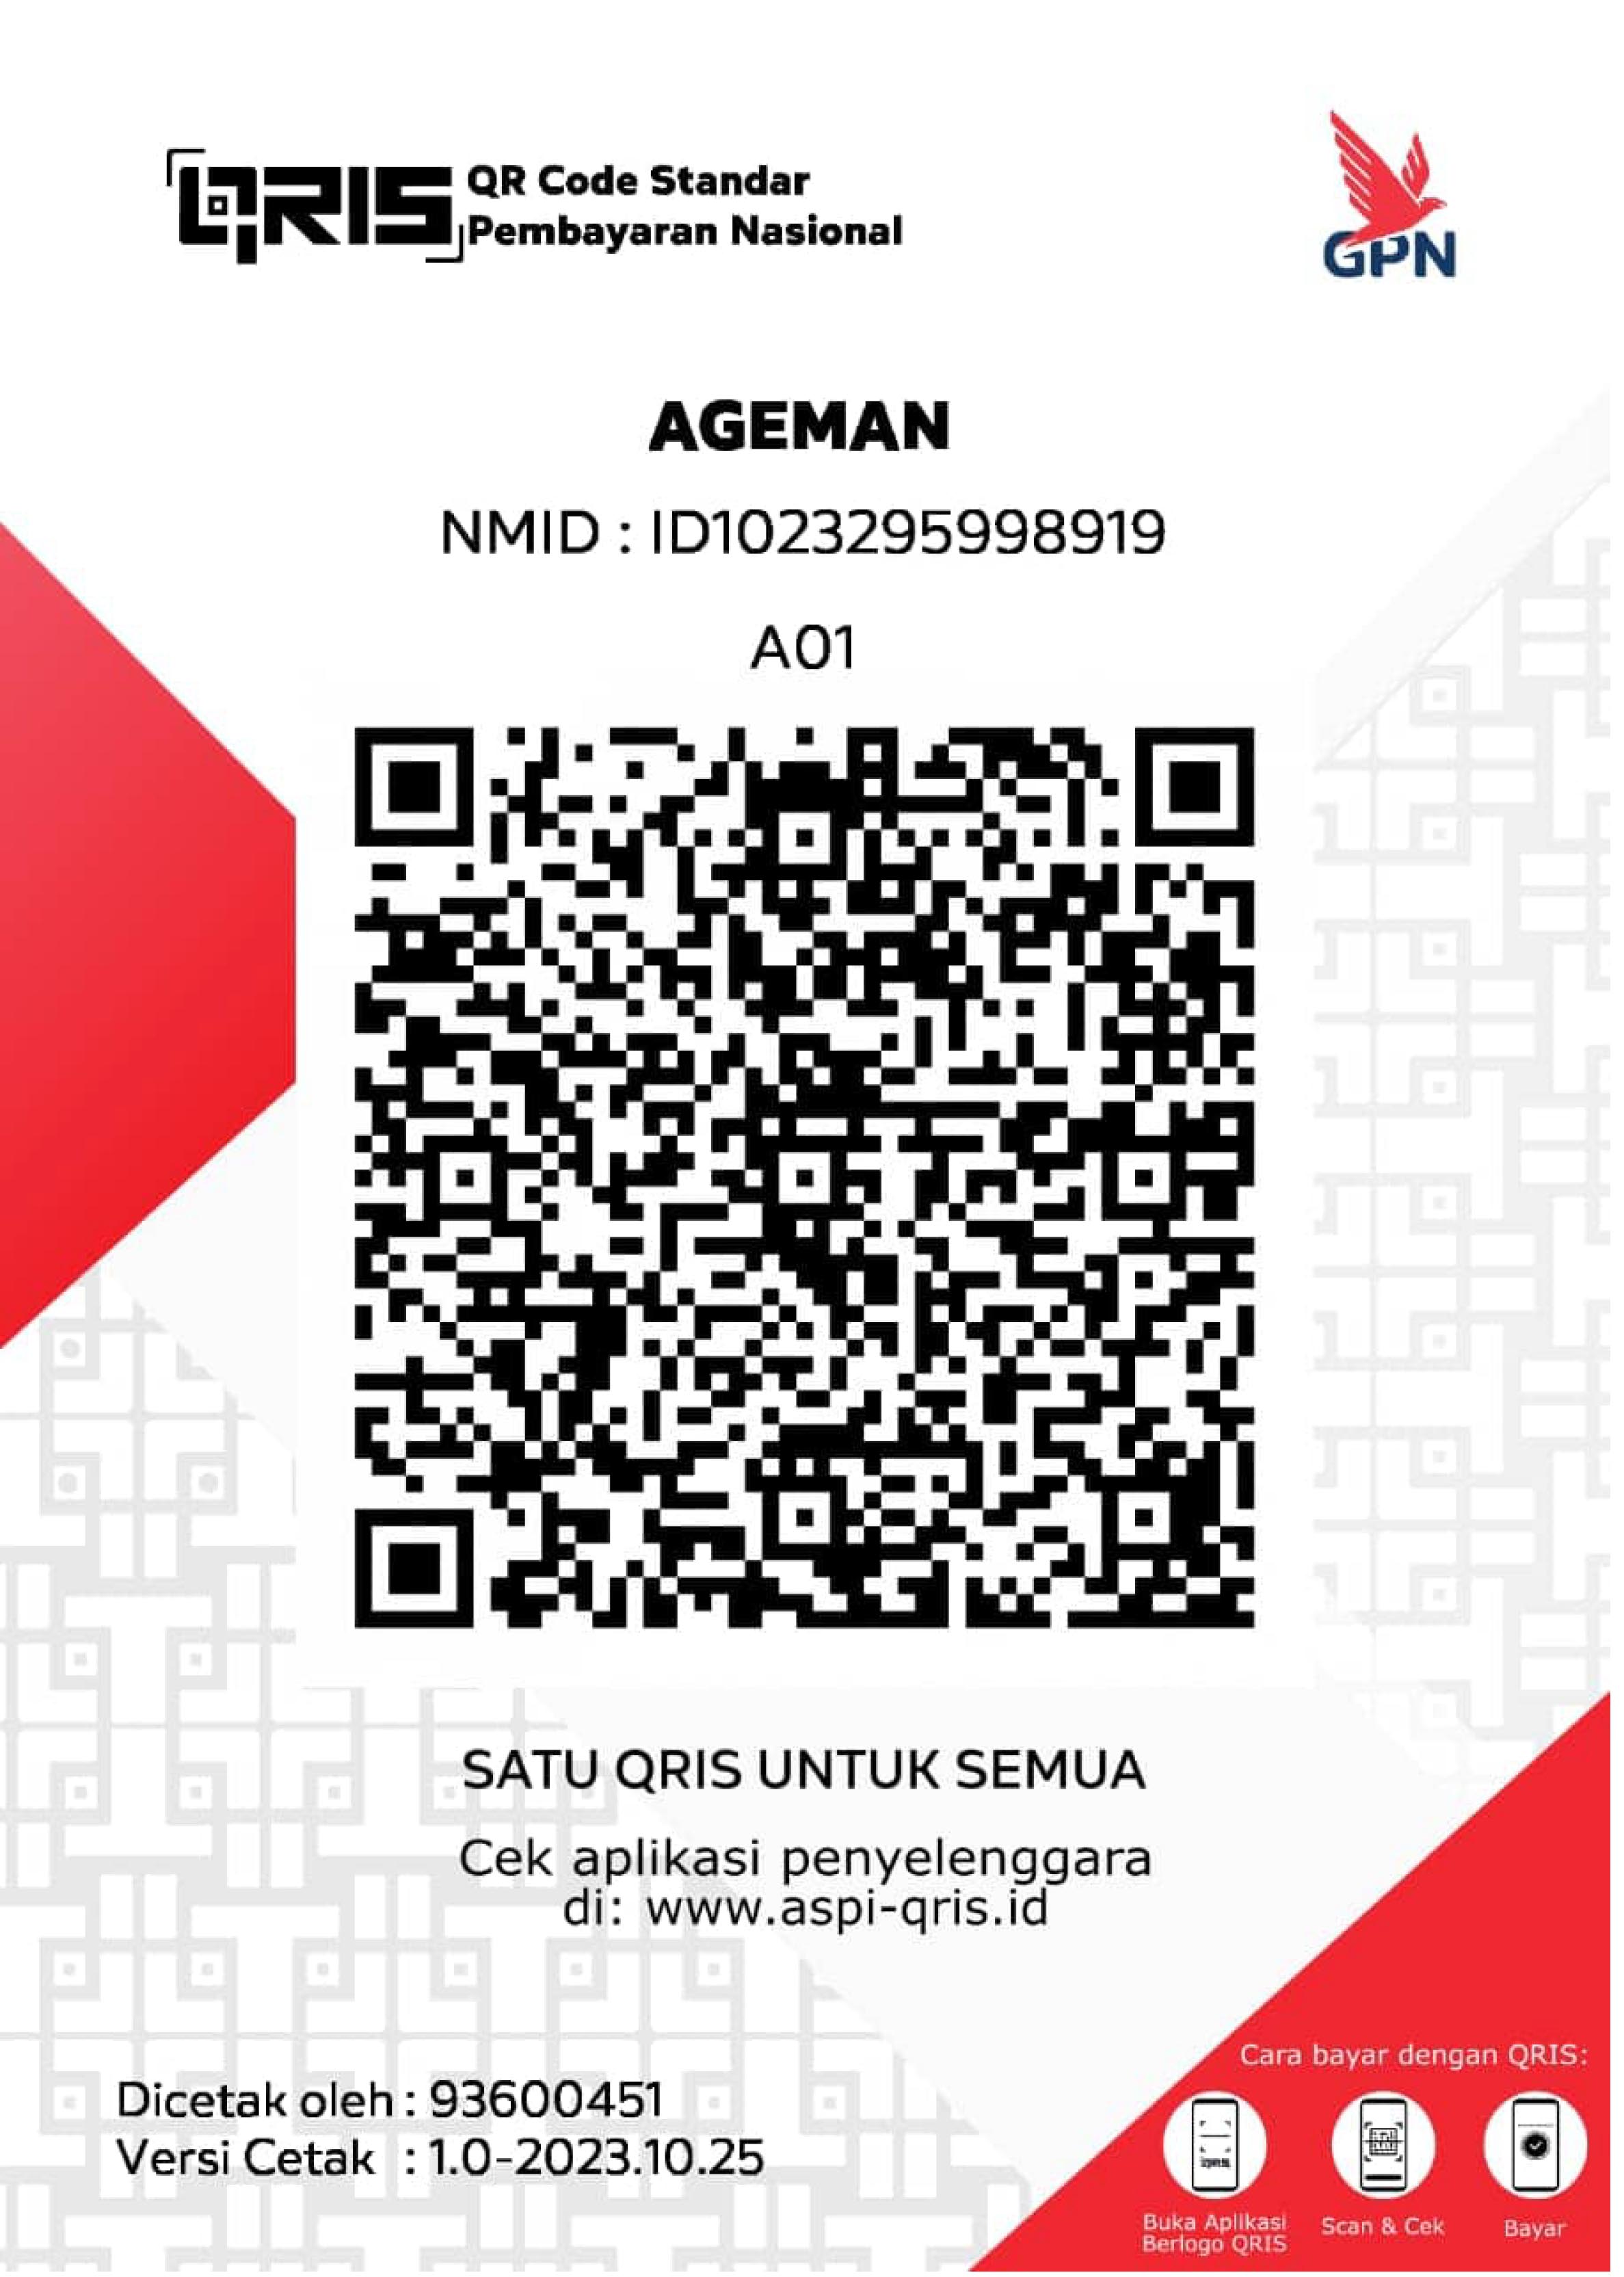 QRIS QR Code Standar
Pembayaran Nasional
GPN
AGEMAN
NMID : ID1023295998919
A01
SATU QRIS UNTUK SEMUA
Cek aplikasi penyelenggara
di: www.aspi-qris.id
Dicetak oleh : 93600451
Versi Cetak : 1.0-2023.10.25
Cara bayar dengan QRIS:
Buka Aplikasi
Berlogo QRIS
Scan & Cek
Bayar